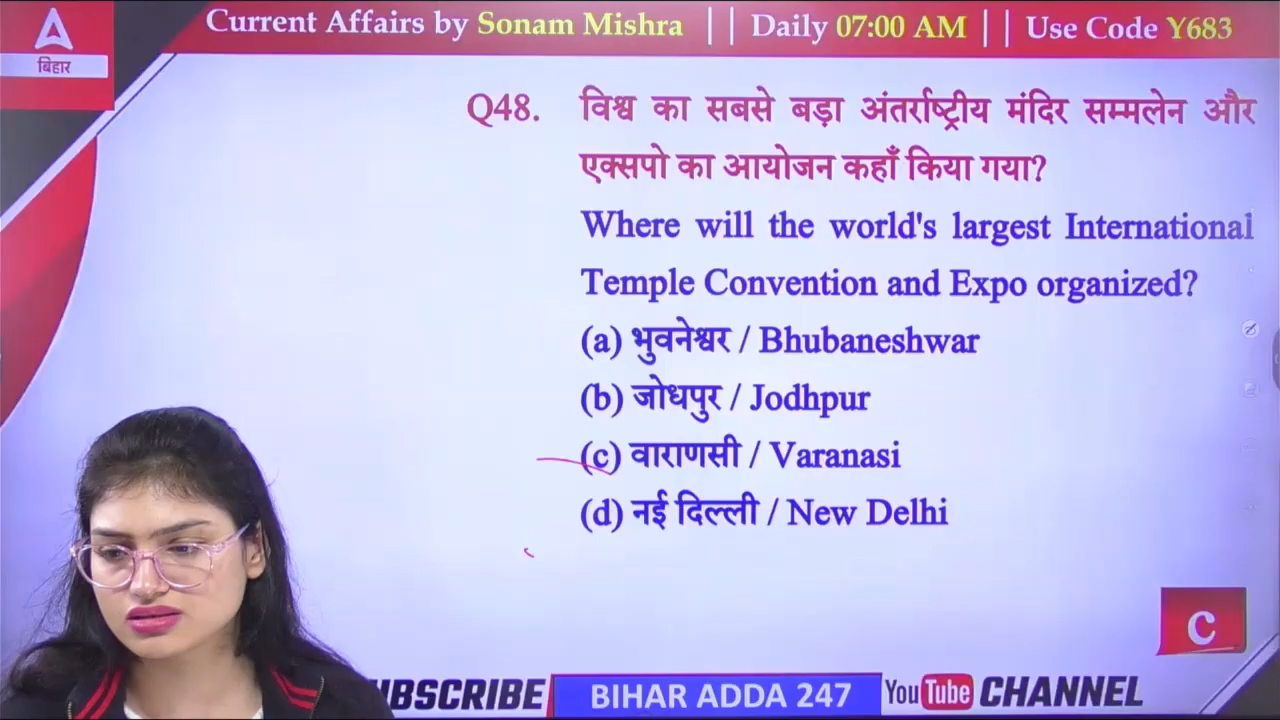 Current Affairs by Sonam Mishra || Daily 07:00 AM || Use Code Y683
बिहार
Q48. विश्व का सबसे बड़ा अंतर्राष्ट्रीय मंदिर सम्मलेन और
एक्सपो का आयोजन कहाँ किया गया?
Where will the world's largest International
Temple Convention and Expo organized?
(a) भुवनेश्वर / Bhubaneshwar
(b) जोधपुर / Jodhpur
(c) वाराणसी / Varanasi
(d) नई दिल्ली / New Delhi
C
UBSCRIBE BIHAR ADDA 247 YouTube CHANNEL